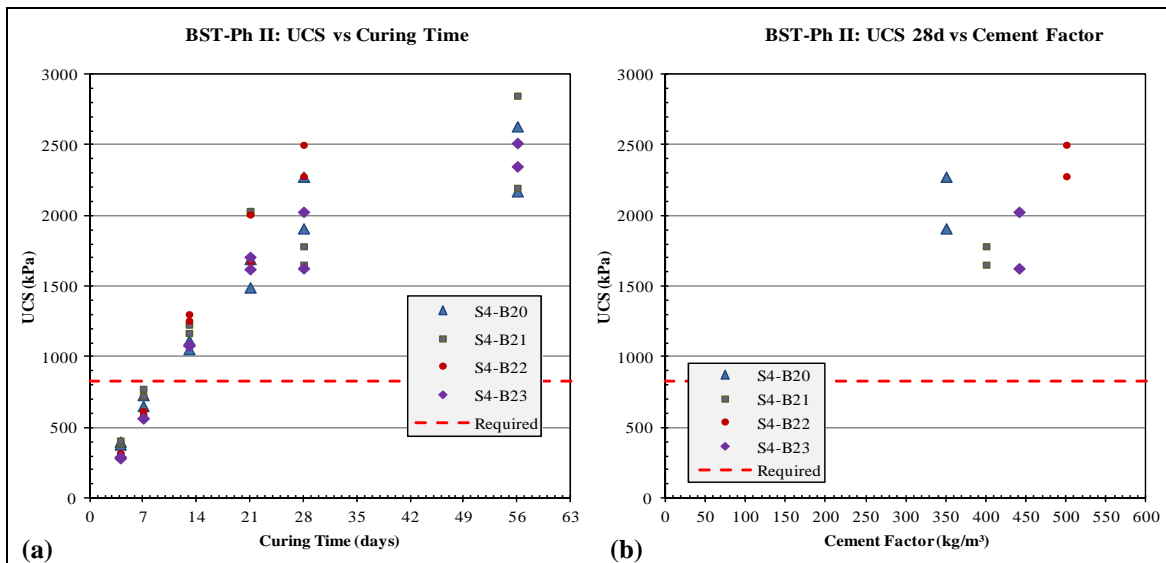 BST-Ph II: UCS vs Curing Time
3000
2500
2000
1500
1000
500
0
UCS (kPa)
0 7 14 21 28 35 42 49 56 63
Curing Time (days)
S4-B20
S4-B21
S4-B22
S4-B23
Required
(a)
BST-Ph II: UCS 28d vs Cement Factor
3000
2500
2000
1500
1000
500
0
UCS (kPa)
0 50 100 150 200 250 300 350 400 450 500 550 600
Cement Factor (kg/m³)
S4-B20
S4-B21
S4-B22
S4-B23
Required
(b)